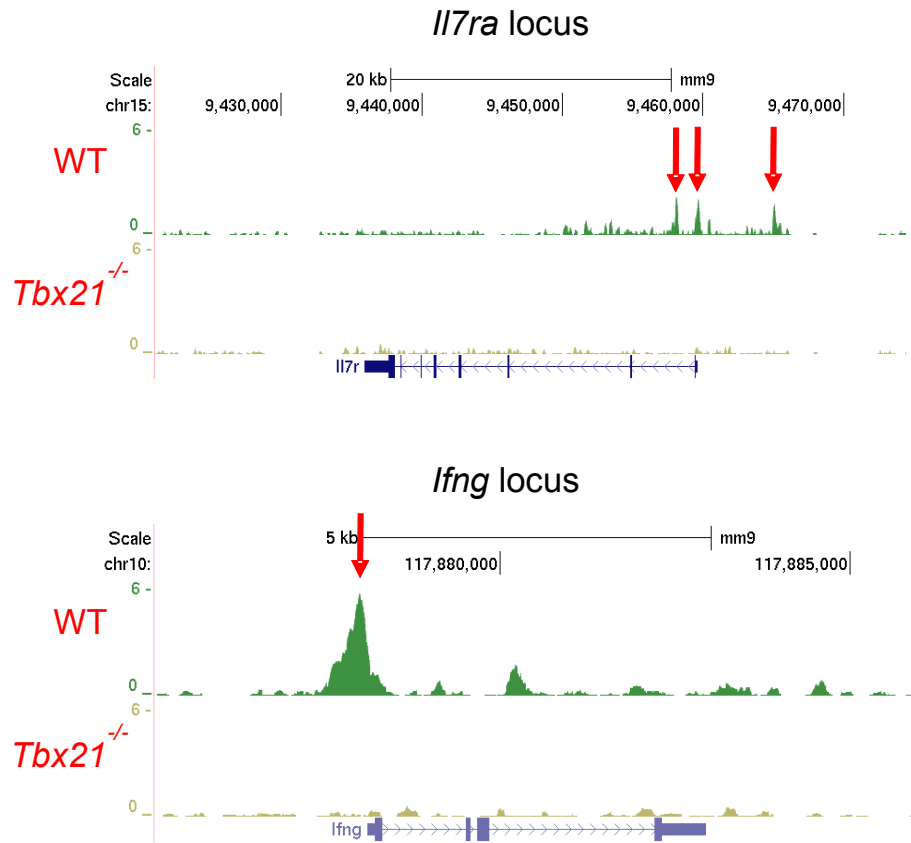 Il7ra locus
Scale 20 kb mm9
chr15: 9,430,000 9,440,000 9,450,000 9,460,000 9,470,000
6 -
WT
0 _
6 -
Tbx21 -/-
0 _
Il7r
Ifng locus
Scale 5 kb mm9
chr10: 117,880,000 117,885,000
6 -
WT
0 _
6 -
Tbx21 -/-
0 _
Ifng